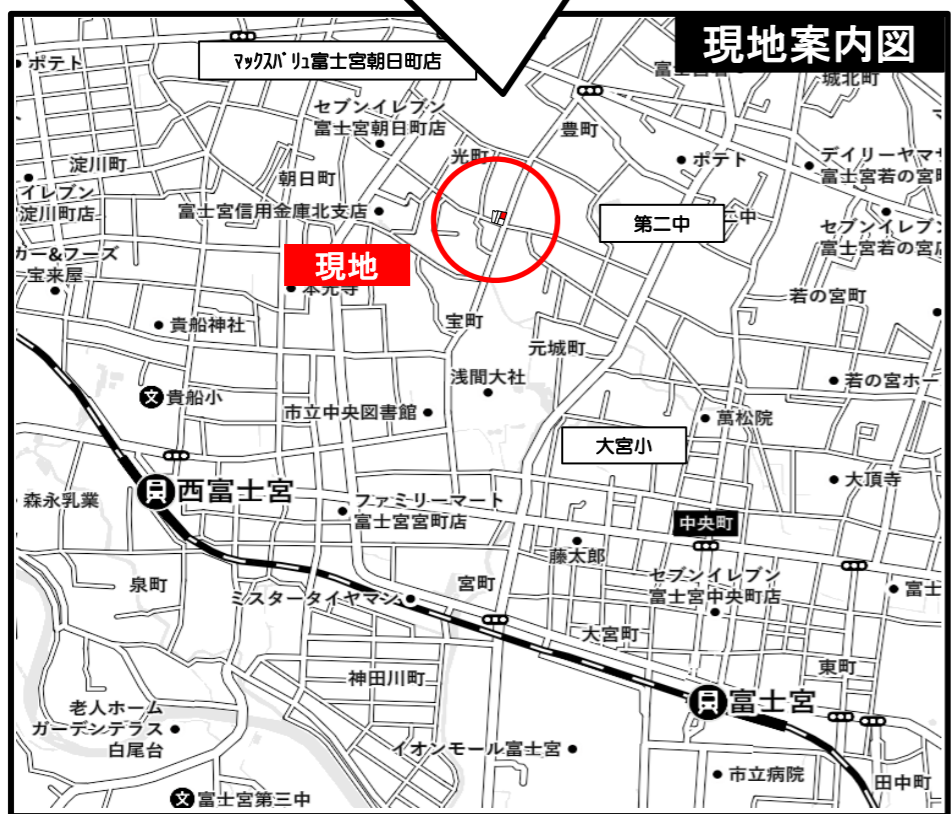 現地案内図
ポテト
マックスバリュ富士宮朝日町店
城北町
セブンイレブン
富士宮朝日町店
豊町
光町
ポテト
デイリーヤマサ
富士宮若の宮町
淀川町
朝日町
イレブン
淀川町店
富士宮信用金庫北支店
第二中
二中
セブンイレブン
富士宮若の宮店
カー&フーズ
宝来屋
現地
本光寺
若の宮町
貴船神社
宝町
元城町
浅間大社
若の宮ホー
貴船小
市立中央図書館
萬松院
大宮小
大頂寺
西富士宮
森永乳業
ファミリーマート
富士宮宮町店
中央町
藤太郎
泉町
宮町
セブンイレブン
富士宮中央町店
富士
ミスタータイヤマン
大宮町
東町
神田川町
富士宮
老人ホーム
ガーデンテラス
白尾台
イオンモール富士宮
市立病院
田中町
富士宮第三中